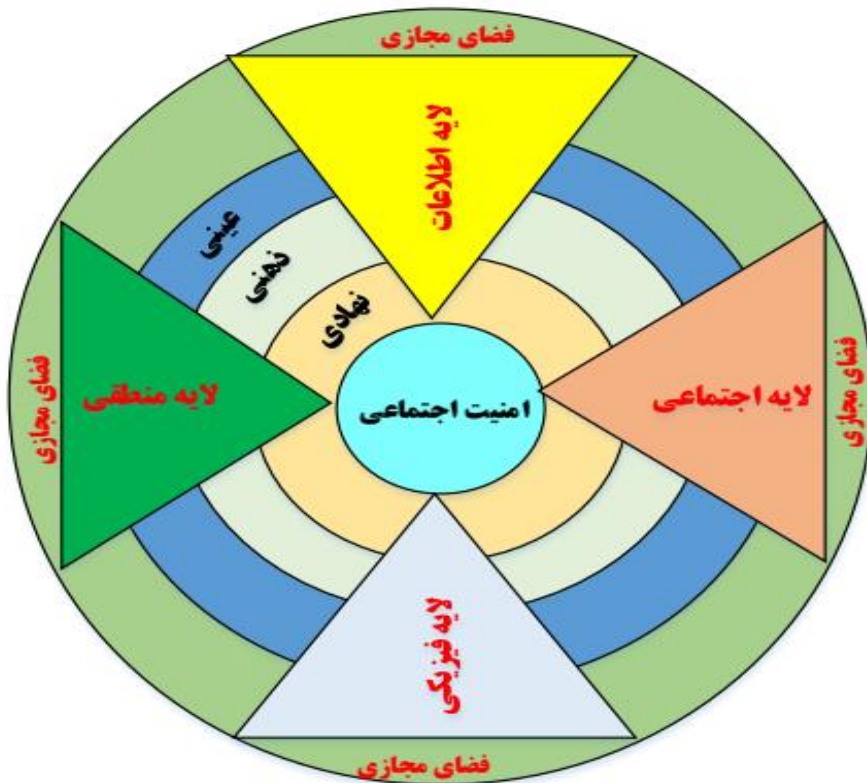 فضای مجازی
لایه اطلاعات
عینی
ذهنی
نهادی
فضای مجازی
لایه اجتماعی
امنیت اجتماعی
لایه منطقی
فضای مجازی
لایه فیزیکی
فضای مجازی